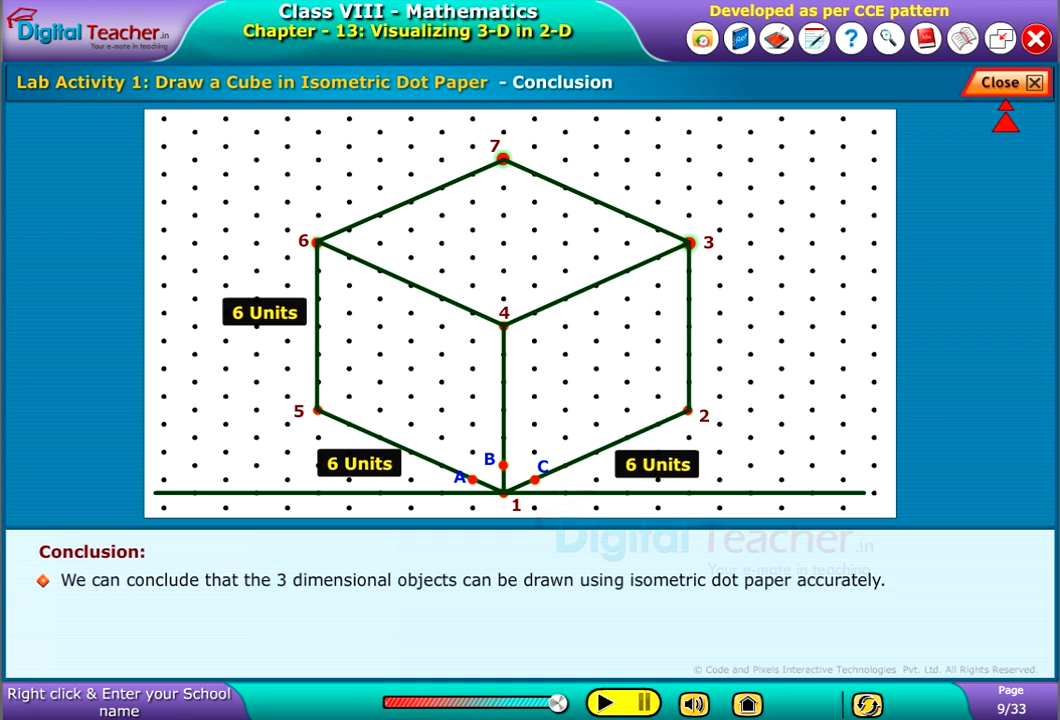 Digital Teacher.in
Your e-mate in teaching
Class VIII - Mathematics
Chapter - 13: Visualizing 3-D in 2-D
Developed as per CCE pattern
Ref
?
Lab Activity 1: Draw a Cube in Isometric Dot Paper - Conclusion
Close
7
6
3
6 Units
4
5
2
6 Units
A
B
C
6 Units
1
Digital Teacher.in
Your e-mate in teaching
Conclusion:
We can conclude that the 3 dimensional objects can be drawn using isometric dot paper accurately.
© Code and Pixels Interactive Technologies Pvt. Ltd. All Rights Reserved.
Right click & Enter your School
name
Page
9/33